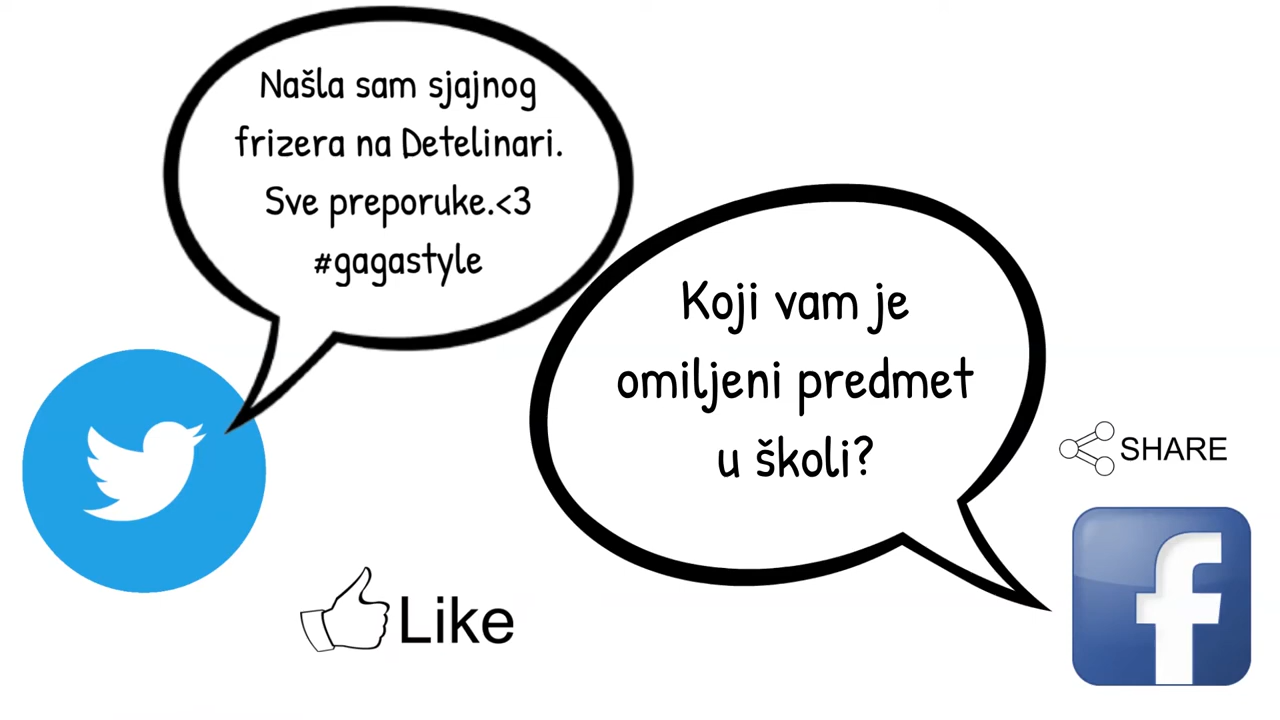 Našla sam sjajnog
frizera na Detelinari.
Sve preporuke.<3
#gagastyle
Koji vam je
omiljeni predmet
u školi?
SHARE
Like